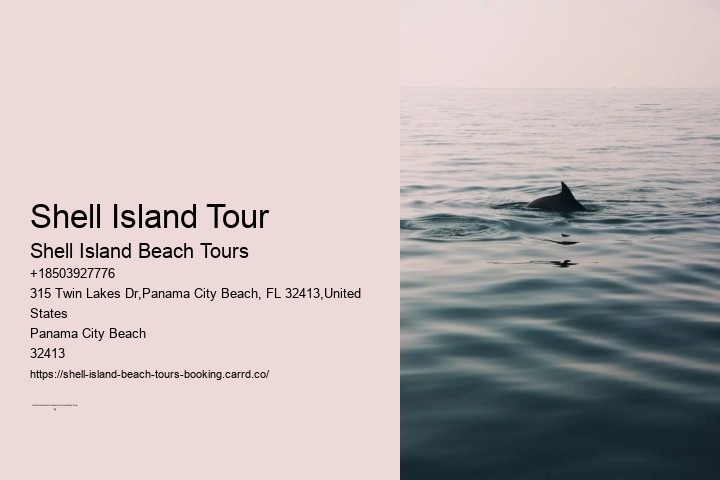 Shell Island Tour
Shell Island Beach Tours
+18503927776
315 Twin Lakes Dr,Panama City Beach, FL 32413,United
States
Panama City Beach
32413
https://shell-island-beach-tours-booking.carrd.co/